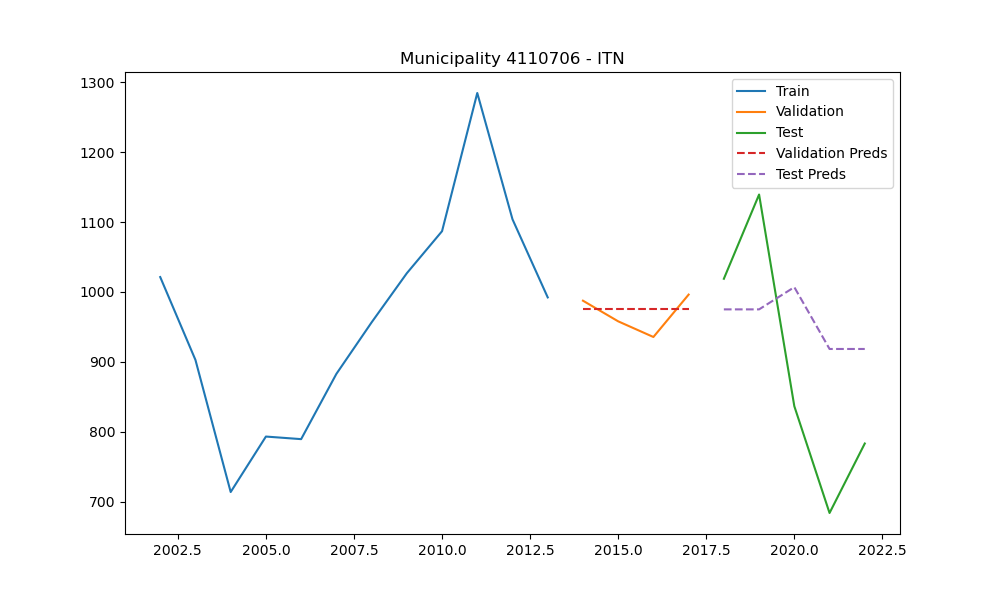 Municipality 4110706 - ITN
1300
1200
1100
1000
900
800
700
2002.5 2005.0 2007.5 2010.0 2012.5 2015.0 2017.5 2020.0 2022.5
Train
Validation
Test
Validation Preds
Test Preds